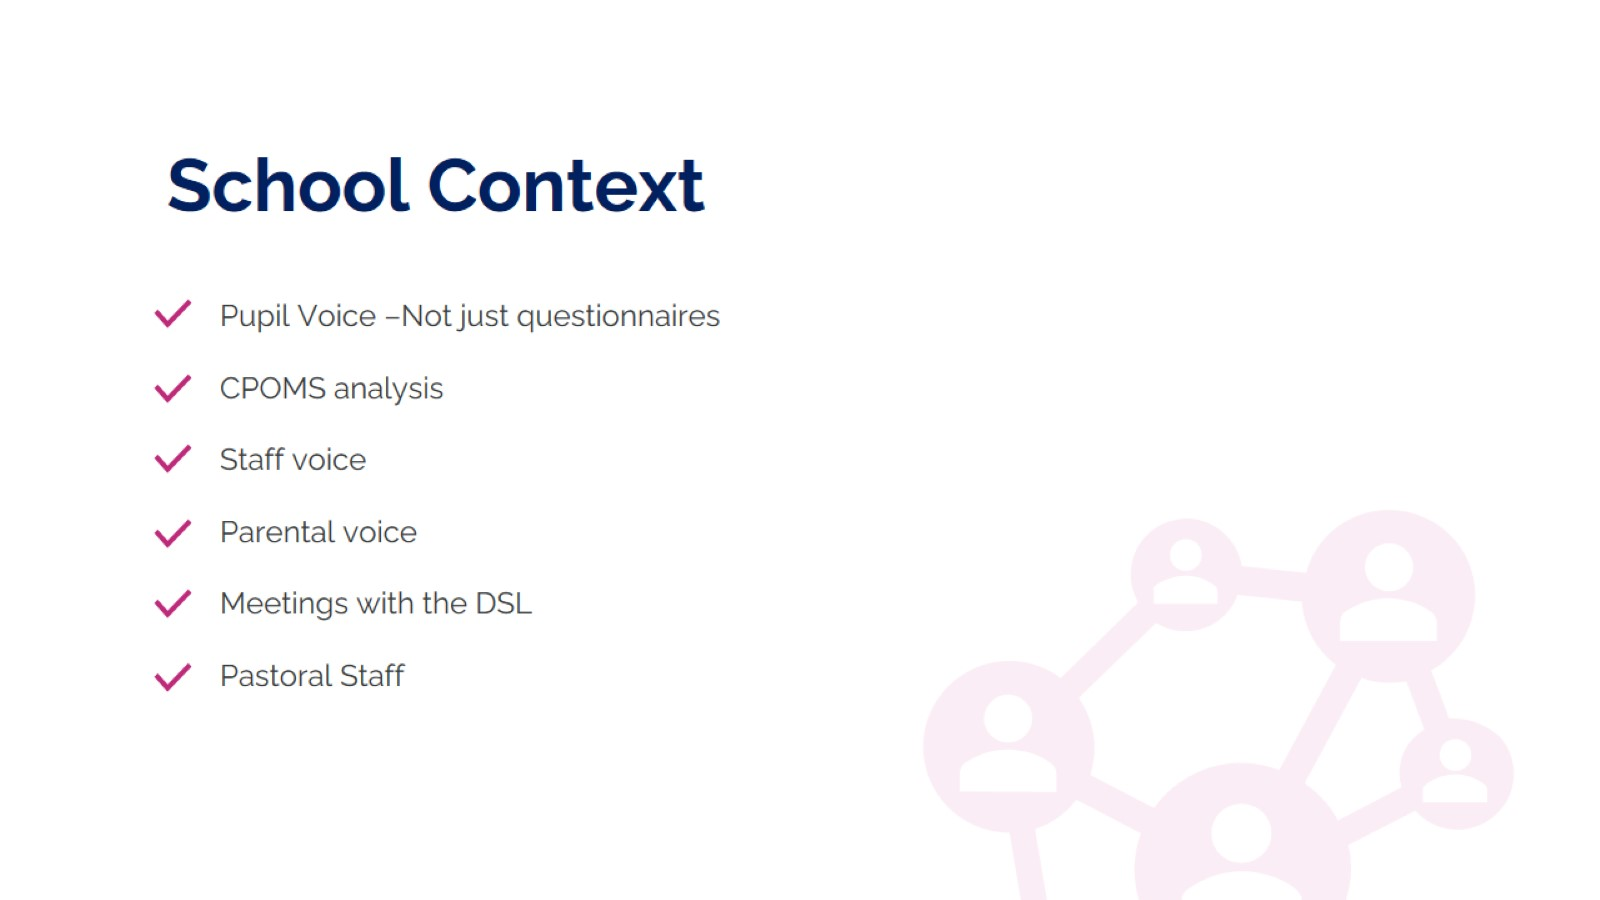 School Context
Pupil Voice –Not just questionnaires
CPOMS analysis
Staff voice
Parental voice
Meetings with the DSL
Pastoral Staff